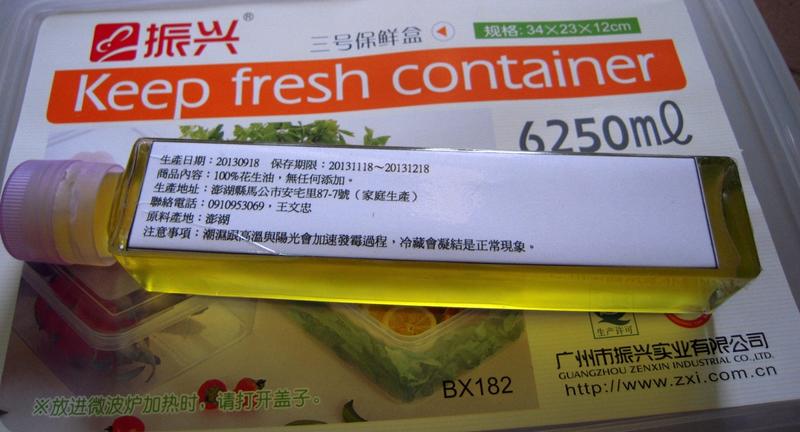 振兴®
三号保鲜盒
规格: 34×23×12cm
Keep fresh container
6250ml
生產日期：20130918 保存期限：20131118～20131218
商品內容：100%花生油，無任何添加。
生產地址：澎湖縣馬公市安宅里87-7號（家庭生產）
聯絡電話：0910953069，王文忠
原料產地：澎湖
注意事項：潮濕跟高溫與陽光會加速發霉過程，冷藏會凝結是正常現象。
生产许可
广州市振兴实业有限公司
GUANGZHOU ZENXIN INDUSTRIAL CO.,LTD.
http://www.zxi.com.cn
BX182
※放进微波炉加热时，请打开盖子。